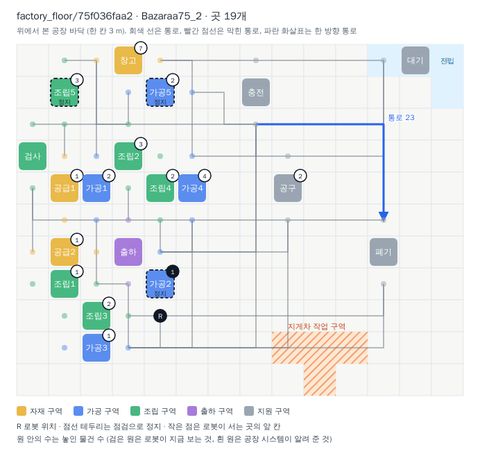 factory_floor/75f036faa2 · Bazaraa75_2 · 곳 19개
위에서 본 공장 바닥 (한 칸 3 m). 회색 선은 통로, 빨간 점선은 막힌 통로, 파란 화살표는 한 방향 통로
7
창고
대기
진입
3
조립5
정지
2
가공5
정지
충전
통로 23
검사
3
조립2
1
공급1
2
가공1
2
조립4
4
가공4
2
공구
1
공급2
출하
폐기
1
조립1
1
가공2
정지
2
조립3
R
지게차 작업 구역
1
가공3
자재 구역
가공 구역
조립 구역
출하 구역
지원 구역
R 로봇 위치 · 점선 테두리는 점검으로 정지 · 작은 점은 로봇이 서는 곳의 앞 칸
원 안의 수는 놓인 물건 수 (검은 원은 로봇이 지금 보는 것, 흰 원은 공장 시스템이 알려 준 것)